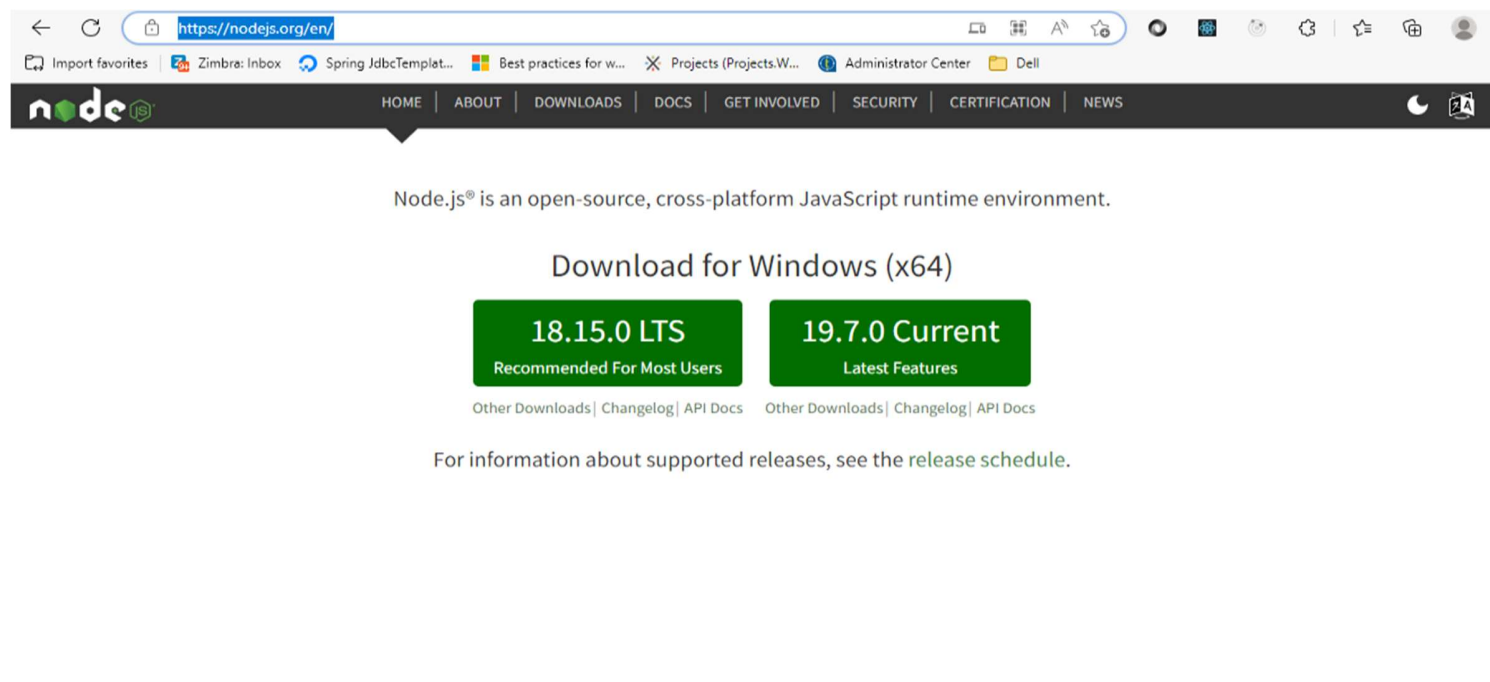 https://nodejs.org/en/
Import favorites Zimbra: Inbox Spring JdbcTemplat... Best practices for w... Projects (Projects.W... Administrator Center Dell
node JS HOME | ABOUT | DOWNLOADS | DOCS | GET INVOLVED | SECURITY | CERTIFICATION | NEWS
Node.js® is an open-source, cross-platform JavaScript runtime environment.
Download for Windows (x64)
18.15.0 LTS 19.7.0 Current
Recommended For Most Users Latest Features
Other Downloads| Changelog| API Docs Other Downloads| Changelog| API Docs
For information about supported releases, see the release schedule.